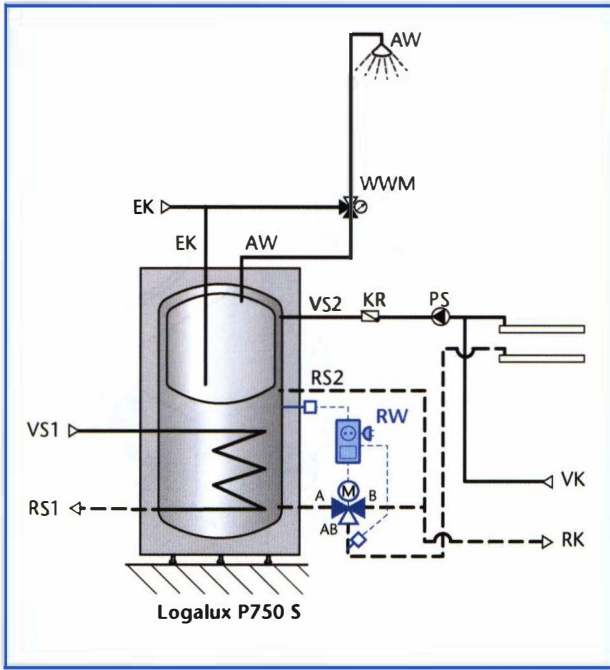 AW
WWM
EK
EK
AW
VS2
KR
PS
RS2
RW
VS1
M
A
B
VK
RS1
AB
RK
Logalux P750 S